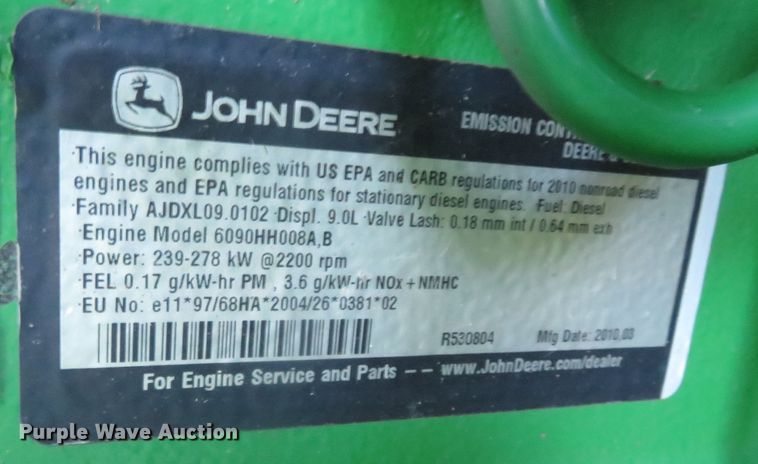 JOHN DEERE
EMISSION
DEERE
·This engine complies with US EPA and CARB regulations for 2010 nonroad diesel
engines and EPA regulations for stationary diesel engines. ·Fuel: Diesel
·Family AJDXL09.0102 ·Displ. 9.0L ·Valve Lash: 0.18 mm int / 0.64 mm exh
·Engine Model 6090HH008A,B
·Power: 239-278 kW @2200 rpm
·FEL 0.17 g/kW-hr PM , 3.6 g/kW-hr NOx + NMHC
·EU No: e11*97/68HA*2004/26*0381*02
R530804 Mfg Date: 2010,03
For Engine Service and Parts –– www.JohnDeere.com/dealer
Purple Wave Auction